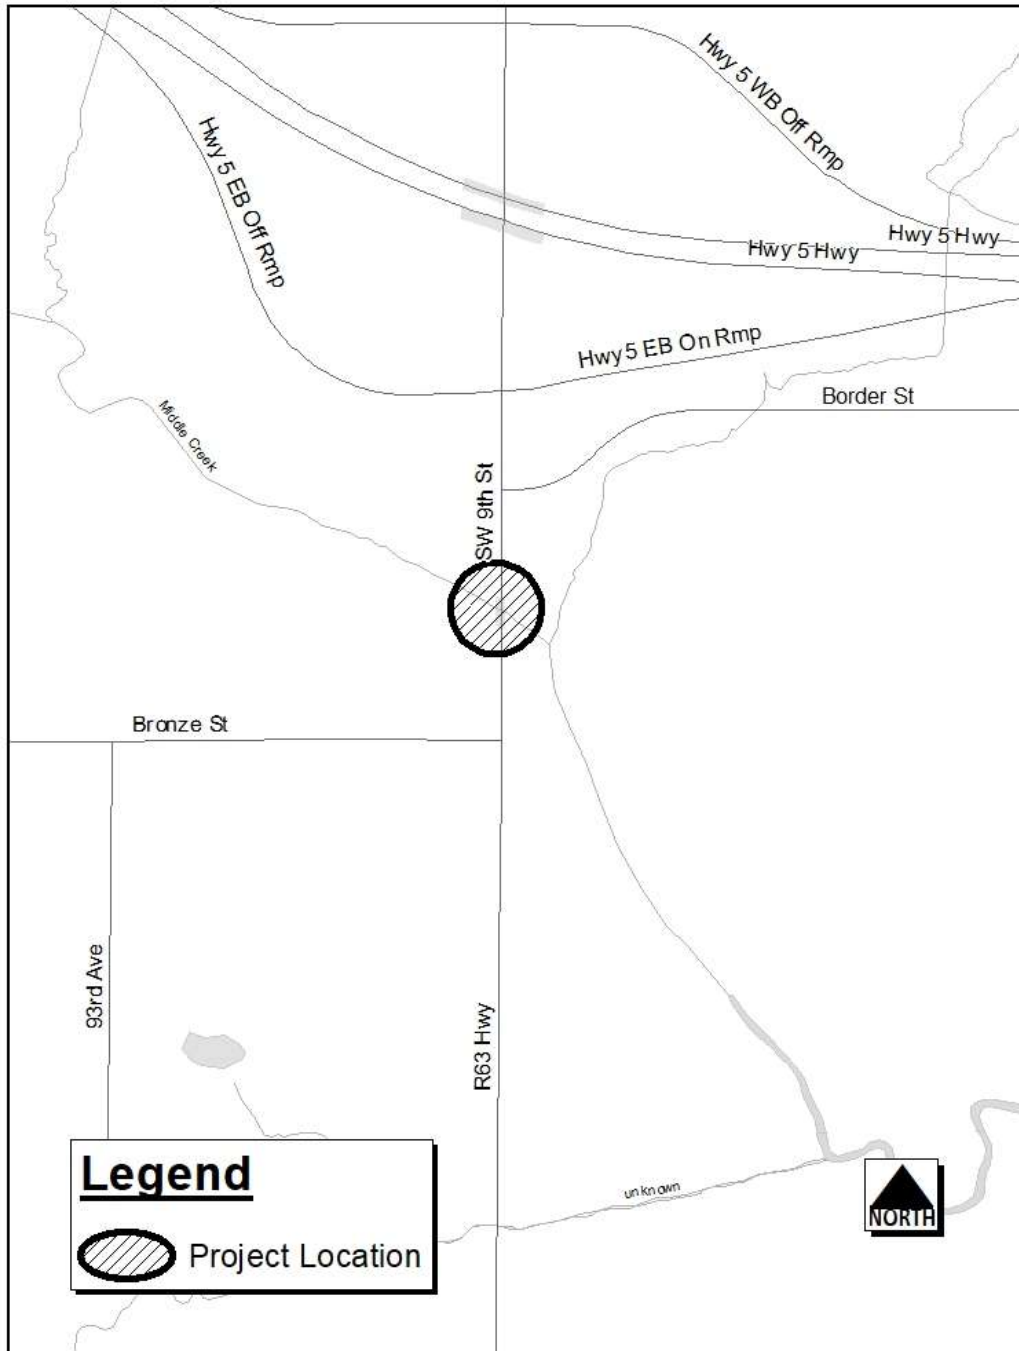 Hwy 5 WB Off Rmp
Hwy 5 EB Off Rmp
Hwy 5 Hwy
Hwy 5 Hwy
Hwy 5 EB On Rmp
Border St
Middle Creek
SW 9th St
Bronze St
93rd Ave
R63 Hwy
unknown
Legend
Project Location
NORTH